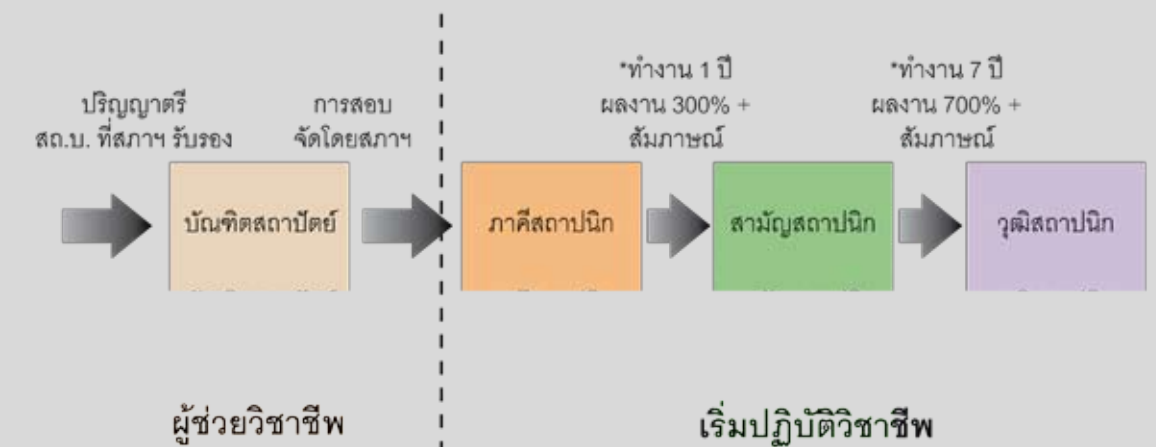 ปริญญาตรี
สถ.บ. ที่สภาฯ รับรอง
การสอบ
จัดโดยสภาฯ
*ทำงาน 1 ปี
ผลงาน 300% +
สัมภาษณ์
*ทำงาน 7 ปี
ผลงาน 700% +
สัมภาษณ์
บัณฑิตสถาปัตย์
ภาคีสถาปนิก
สามัญสถาปนิก
วุฒิสถาปนิก
ผู้ช่วยวิชาชีพ
เริ่มปฏิบัติวิชาชีพ